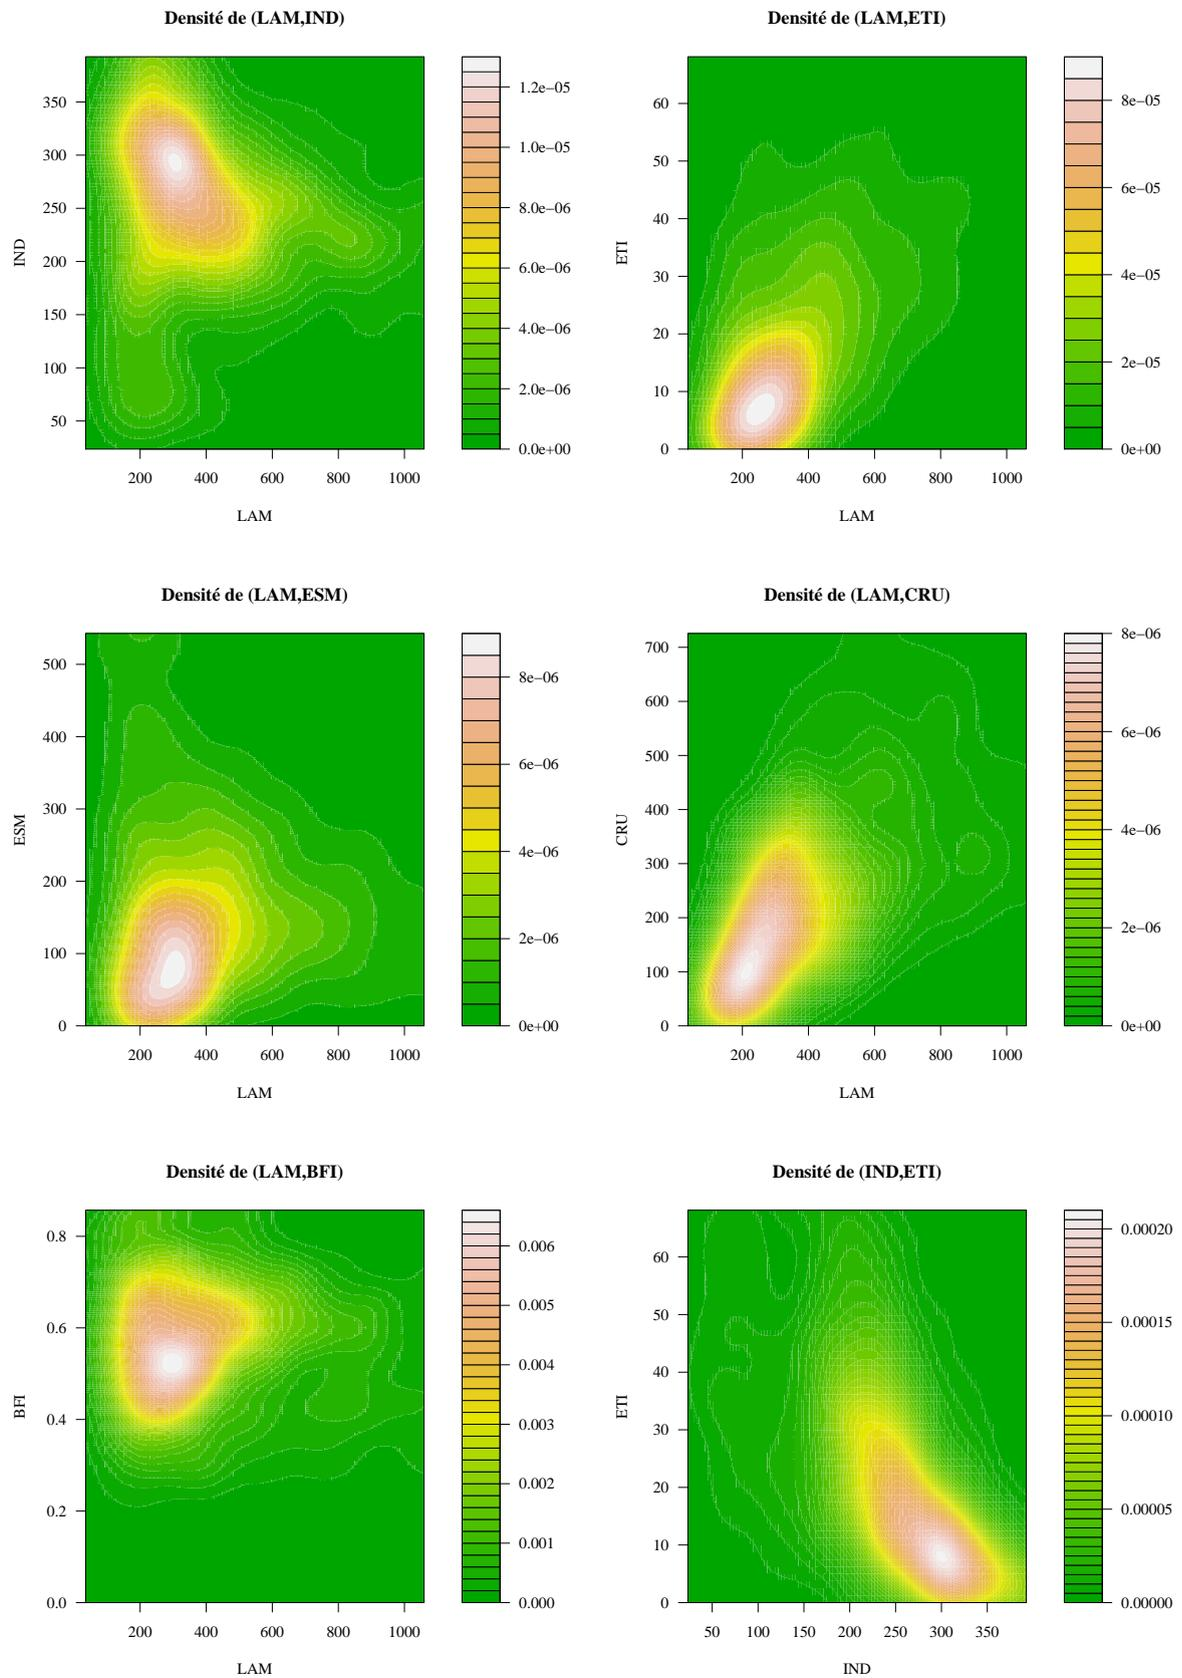 Densité de (LAM,IND)
350
300
250
200
150
100
50
IND
200 400 600 800 1000
LAM
1.2e−05
1.0e−05
8.0e−06
6.0e−06
4.0e−06
2.0e−06
0.0e+00
Densité de (LAM,ETI)
60
50
40
30
20
10
0
ETI
200 400 600 800 1000
LAM
8e−05
6e−05
4e−05
2e−05
0e+00
Densité de (LAM,ESM)
500
400
300
200
100
0
ESM
200 400 600 800 1000
LAM
8e−06
6e−06
4e−06
2e−06
0e+00
Densité de (LAM,CRU)
700
600
500
400
300
200
100
0
CRU
200 400 600 800 1000
LAM
8e−06
6e−06
4e−06
2e−06
0e+00
Densité de (LAM,BFI)
0.8
0.6
0.4
0.2
0.0
BFI
200 400 600 800 1000
LAM
0.006
0.005
0.004
0.003
0.002
0.001
0.000
Densité de (IND,ETI)
60
50
40
30
20
10
0
ETI
50 100 150 200 250 300 350
IND
0.00020
0.00015
0.00010
0.00005
0.00000